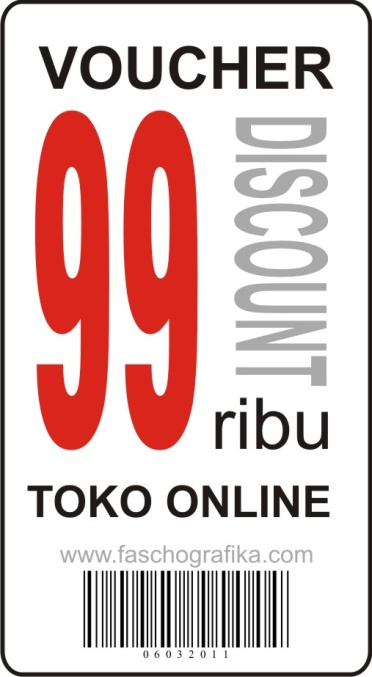 VOUCHER
99
DISCOUNT
ribu
TOKO ONLINE
www.faschografika.com
06032011